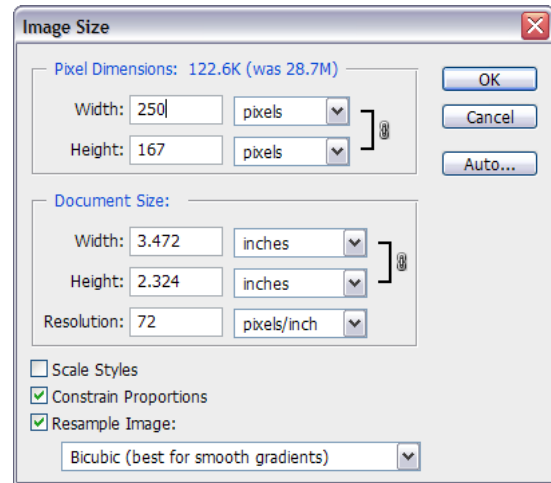 Image Size
Pixel Dimensions: 122.6K (was 28.7M)
Width: 250 pixels
Height: 167 pixels
OK
Cancel
Auto...
Document Size:
Width: 3.472 inches
Height: 2.324 inches
Resolution: 72 pixels/inch
Scale Styles
Constrain Proportions
Resample Image:
Bicubic (best for smooth gradients)